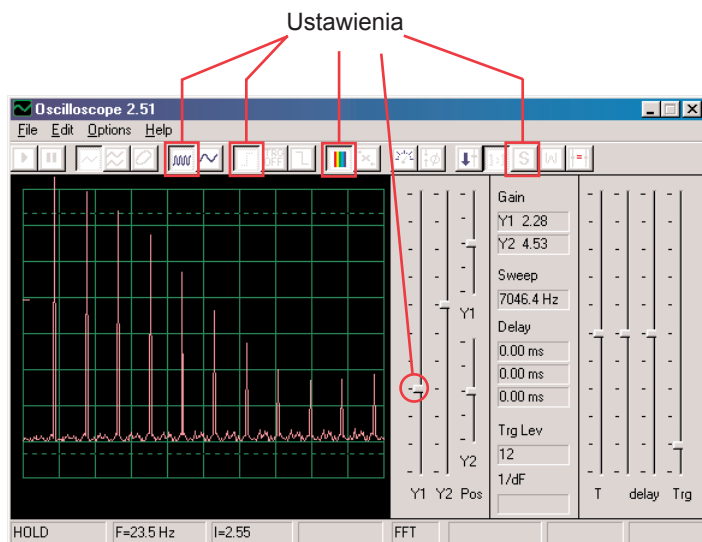 Ustawienia
Oscilloscope 2.51
File Edit Options Help
TRG OFF
S
Gain
Y1 2.28
Y2 4.53
Sweep
7046.4 Hz
Y1
Delay
0.00 ms
0.00 ms
0.00 ms
Trg Lev
12
Y2
1/dF
Y1 Y2 Pos
T delay Trg
HOLD F=23.5 Hz I=2.55 FFT